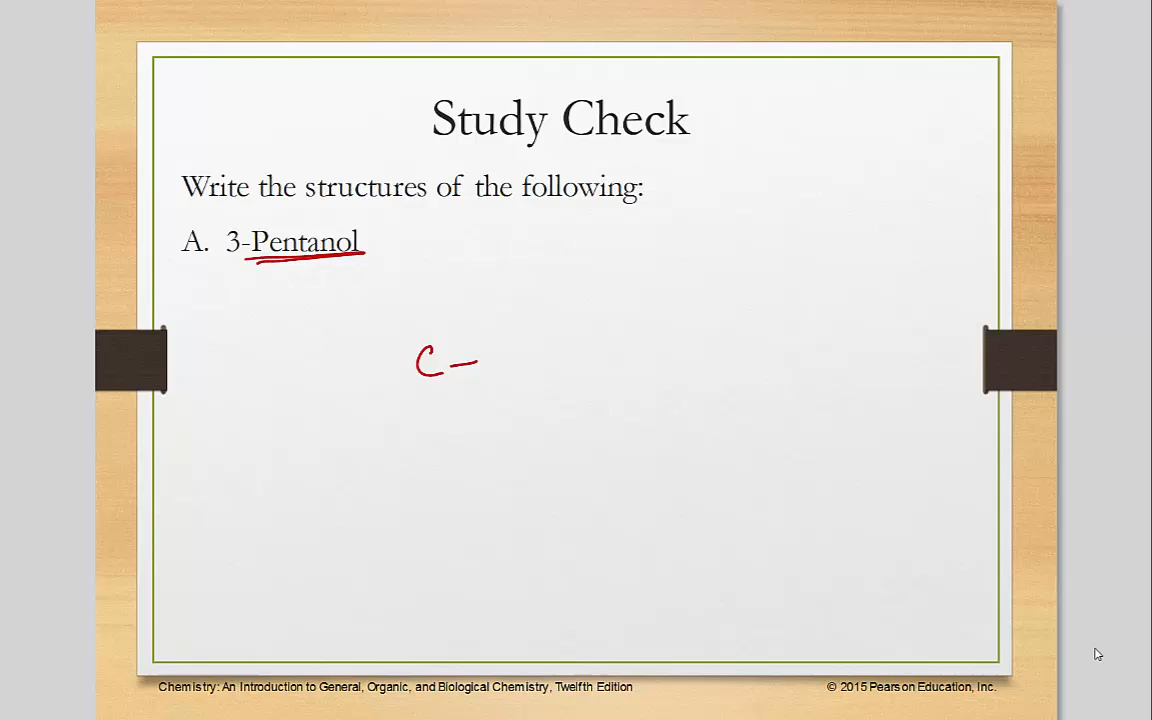 Study Check
Write the structures of the following:
A. 3-Pentanol
C-
Chemistry: An Introduction to General, Organic, and Biological Chemistry, Twelfth Edition
© 2015 Pearson Education, Inc.